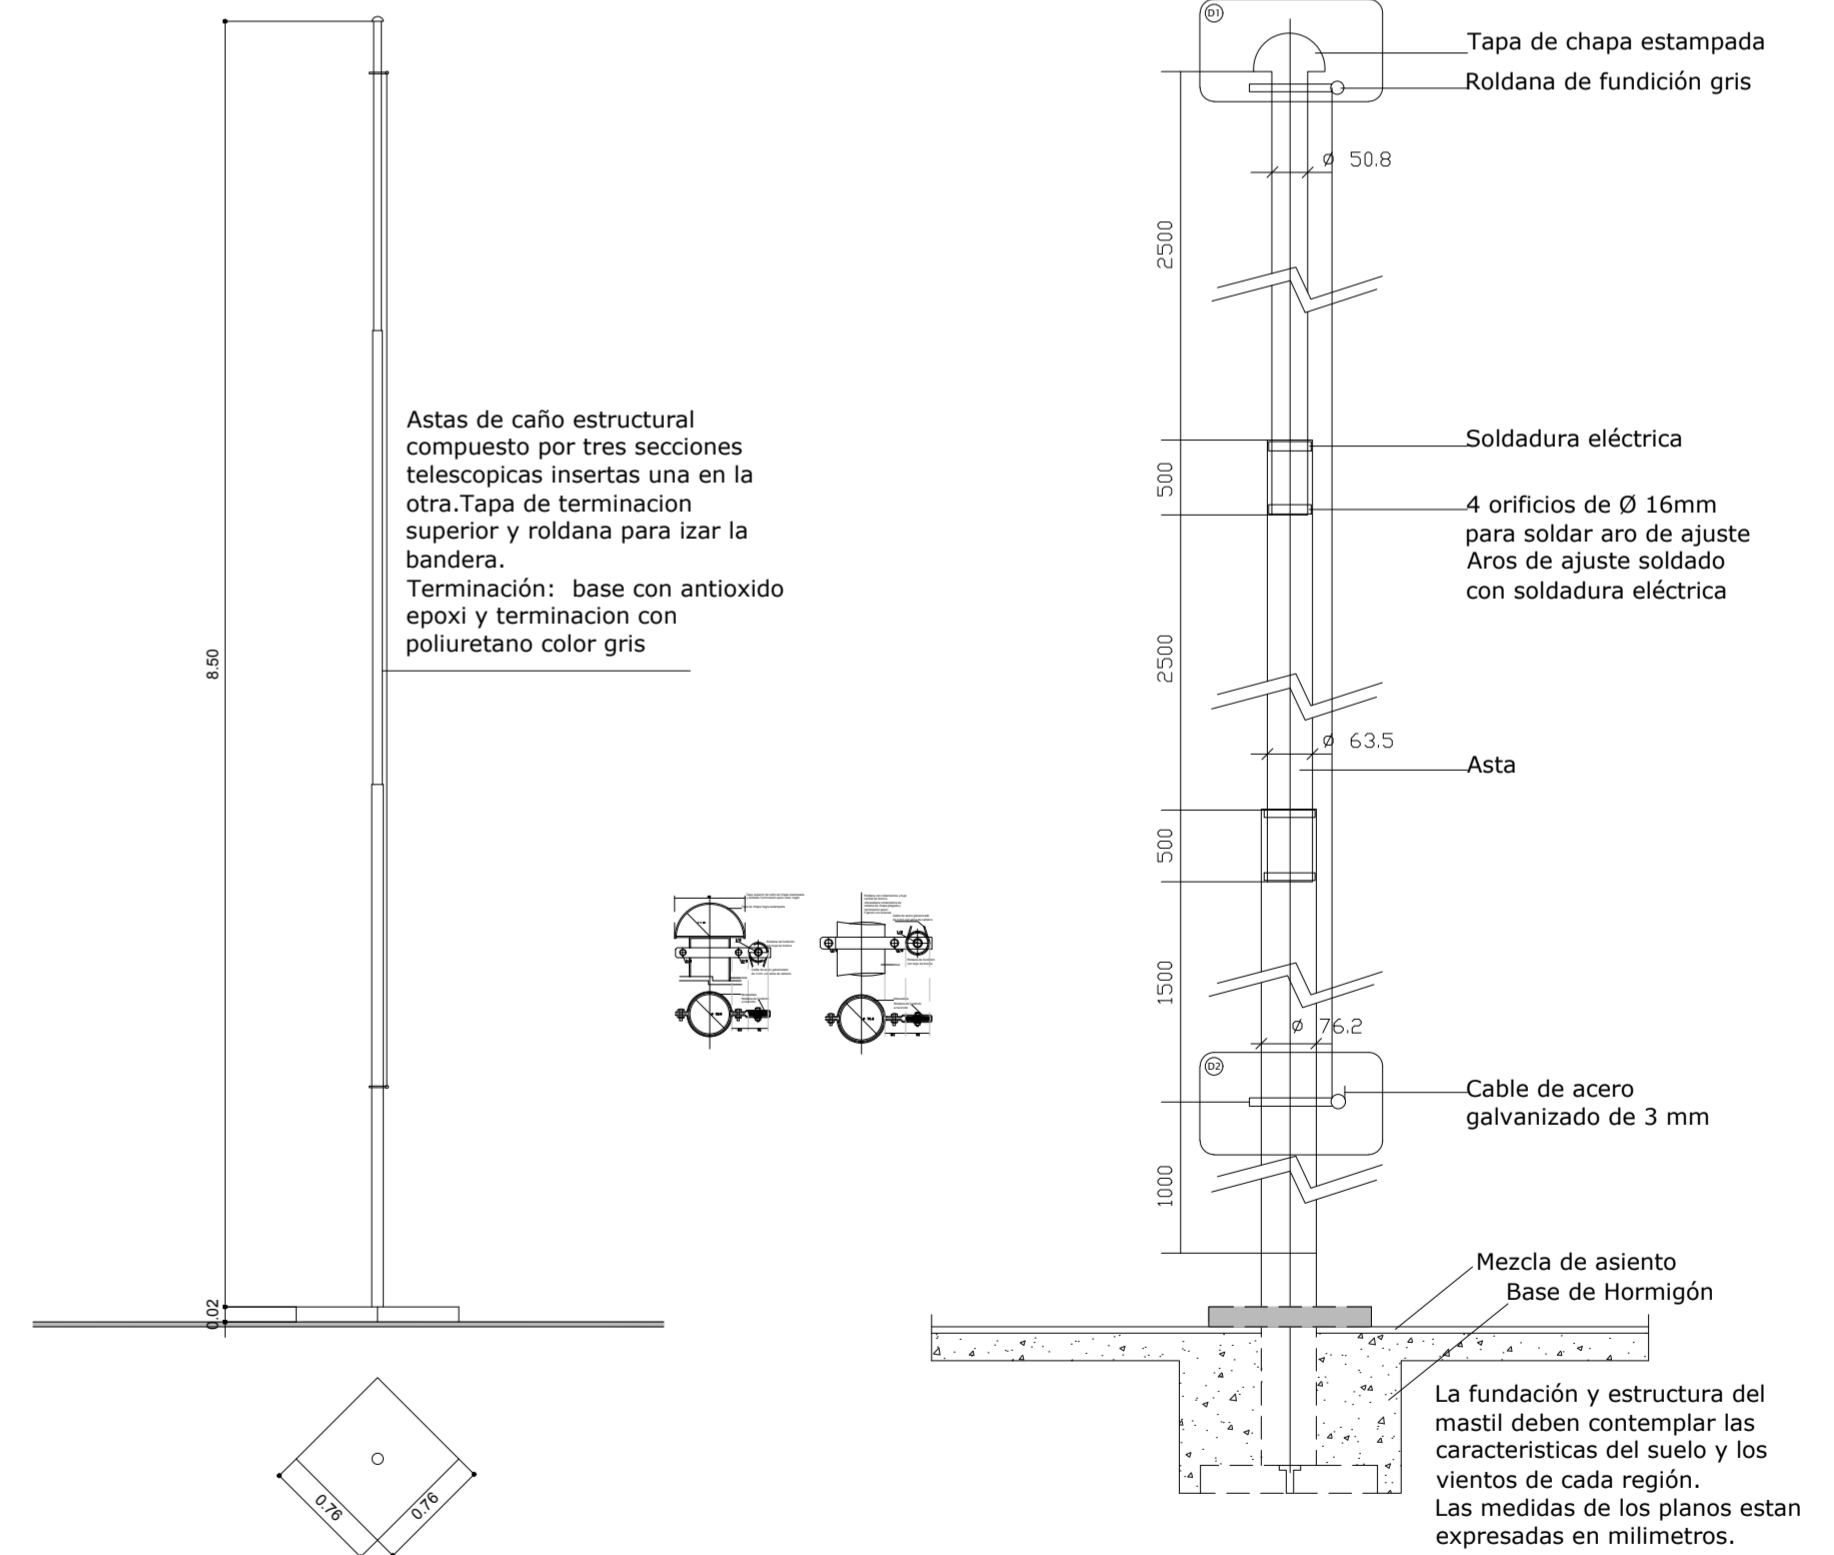 8.50
0.02
0.76
0.76
Astas de caño estructural
compuesto por tres secciones
telescopicas insertas una en la
otra.Tapa de terminacion
superior y roldana para izar la
bandera.
Terminación:  base con antioxido
epoxi y terminacion con
poliuretano color gris
D1
Tapa de chapa estampada
Roldana de fundición gris
Ø 50.8
2500
Soldadura eléctrica
500
4 orificios de Ø 16mm
para soldar aro de ajuste
Aros de ajuste soldado
con soldadura eléctrica
2500
Ø 63.5
Asta
500
1500
Ø 76.2
D2
Cable de acero
galvanizado de 3 mm
1000
Mezcla de asiento
Base de Hormigón
La fundación y estructura del
mastil deben contemplar las
caracteristicas del suelo y los
vientos de cada región.
Las medidas de los planos estan
expresadas en milimetros.